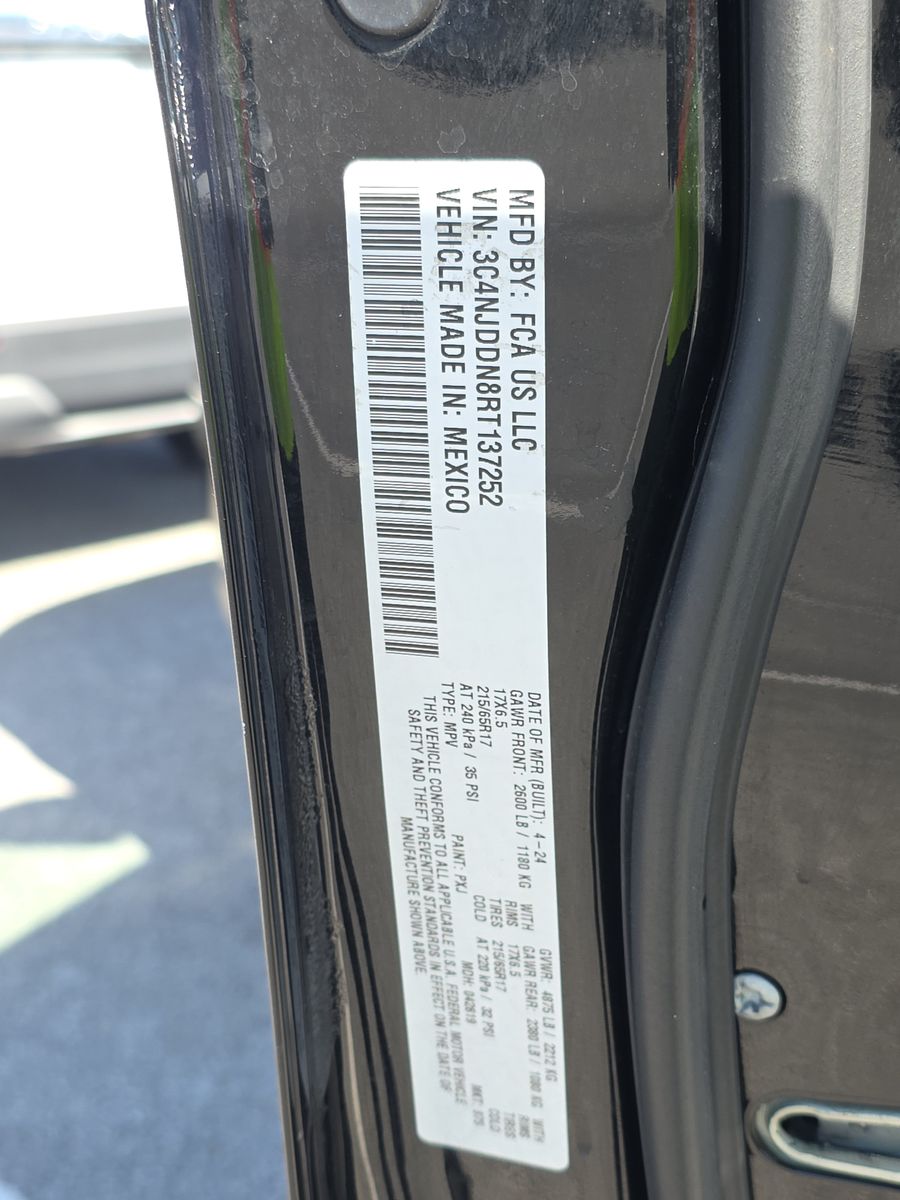 MFD BY: FCA US LLC
VIN: 3C4NJDDN8RT137252
VEHICLE MADE IN: MEXICO
DATE OF MFR (BUILT): 4-24 GVWR: 4875 LB / 2212 KG
GAWR FRONT: 2600 LB / 1180 KG WITH GAWR REAR: 2380 LB / 1080 KG WITH
17X6.5 RIMS 17X6.5 RIMS
215/65R17 TIRES 215/65R17 TIRES
AT 240 kPa / 35 PSI COLD AT 220 kPa / 32 PSI COLD
TYPE: MPV PAINT: PXJ MDH: 042619 MKT:
THIS VEHICLE CONFORMS TO ALL APPLICABLE U.S.A. FEDERAL MOTOR VEHICLE
SAFETY AND THEFT PREVENTION STANDARDS IN EFFECT ON THE DATE OF
MANUFACTURE SHOWN ABOVE.